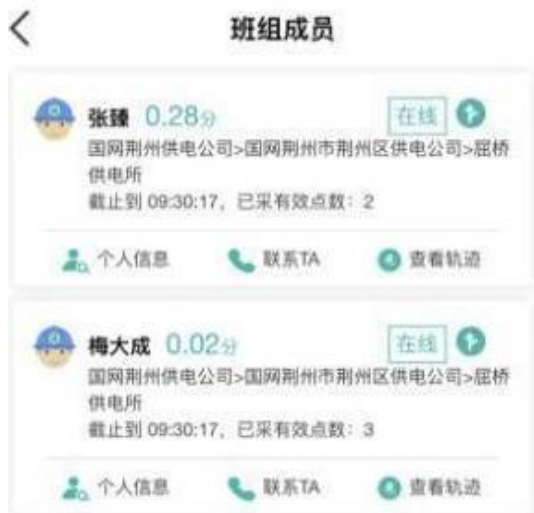 班组成员
张臻 0.28分 在线
国网荆州供电公司>国网荆州市荆州区供电公司>屈桥
供电所
截止到 09:30:17，已采有效点数：2
个人信息 联系TA 查看轨迹
梅大成 0.02分 在线
国网荆州供电公司>国网荆州市荆州区供电公司>屈桥
供电所
截止到 09:30:17，已采有效点数：3
个人信息 联系TA 查看轨迹